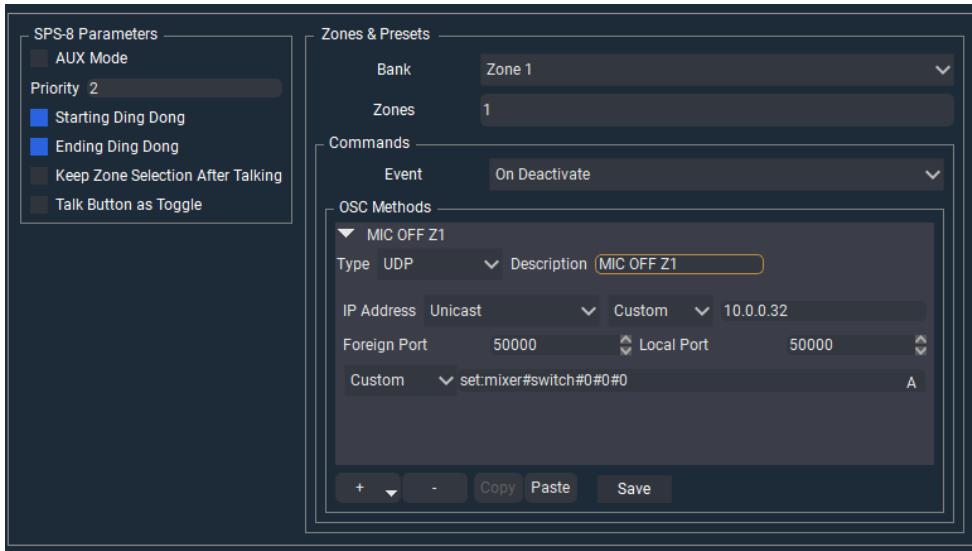 SPS-8 Parameters
AUX Mode
Priority 2
Starting Ding Dong
Ending Ding Dong
Keep Zone Selection After Talking
Talk Button as Toggle
Zones & Presets
Bank Zone 1
Zones 1
Commands
Event On Deactivate
OSC Methods
MIC OFF Z1
Type UDP Description MIC OFF Z1
IP Address Unicast Custom 10.0.0.32
Foreign Port 50000 Local Port 50000
Custom set:mixer#switch#0#0#0 A
+ - Copy Paste Save